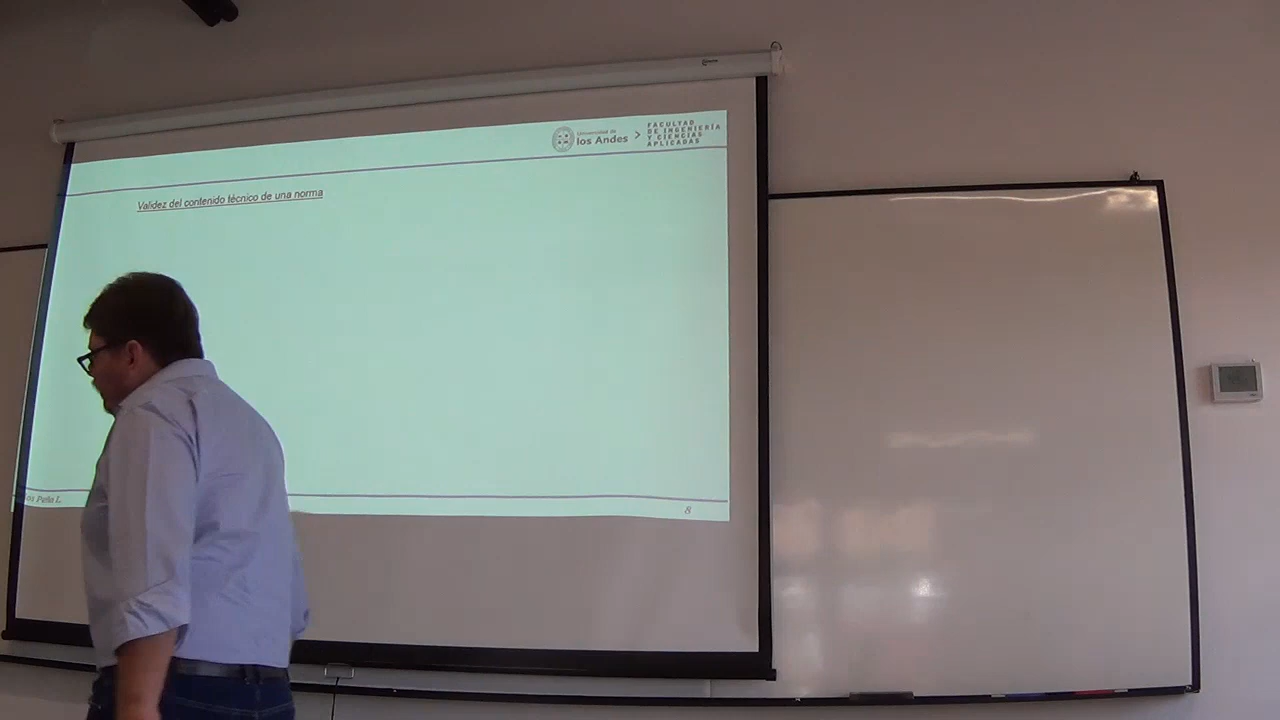 Universidad de
los Andes
FACULTAD
DE INGENIERÍA
Y CIENCIAS
APLICADAS
Validez del contenido técnico de una norma
Peña L
8